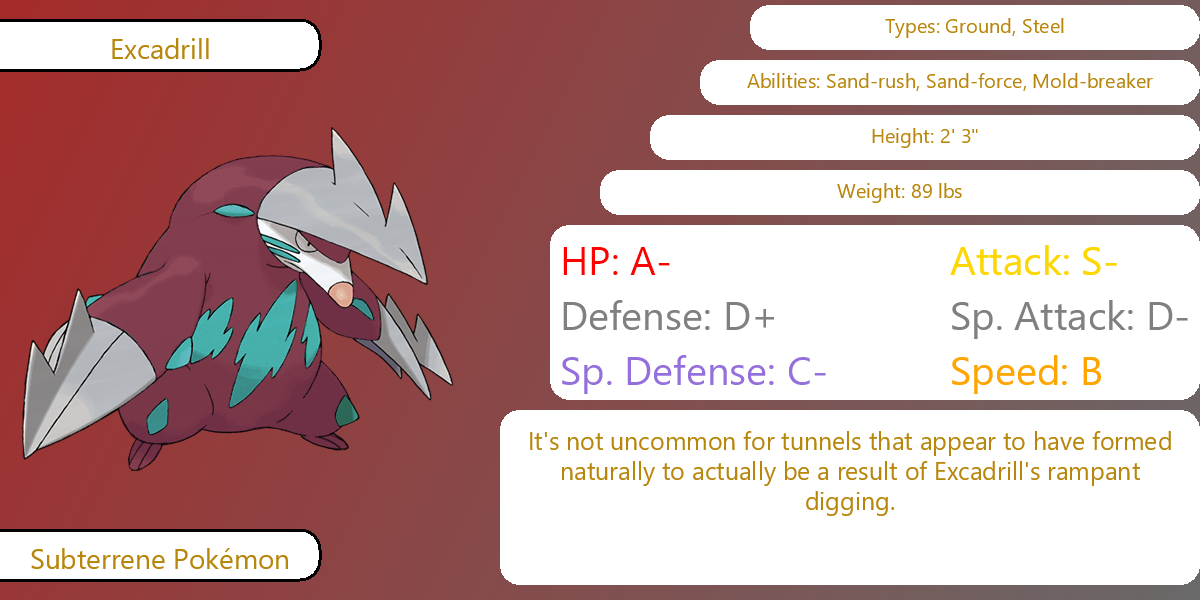 Excadrill
Types: Ground, Steel
Abilities: Sand-rush, Sand-force, Mold-breaker
Height: 2' 3"
Weight: 89 lbs
HP: A-
Attack: S-
Defense: D+
Sp. Attack: D-
Sp. Defense: C-
Speed: B
It's not uncommon for tunnels that appear to have formed
naturally to actually be a result of Excadrill's rampant
digging.
Subterrene Pokémon